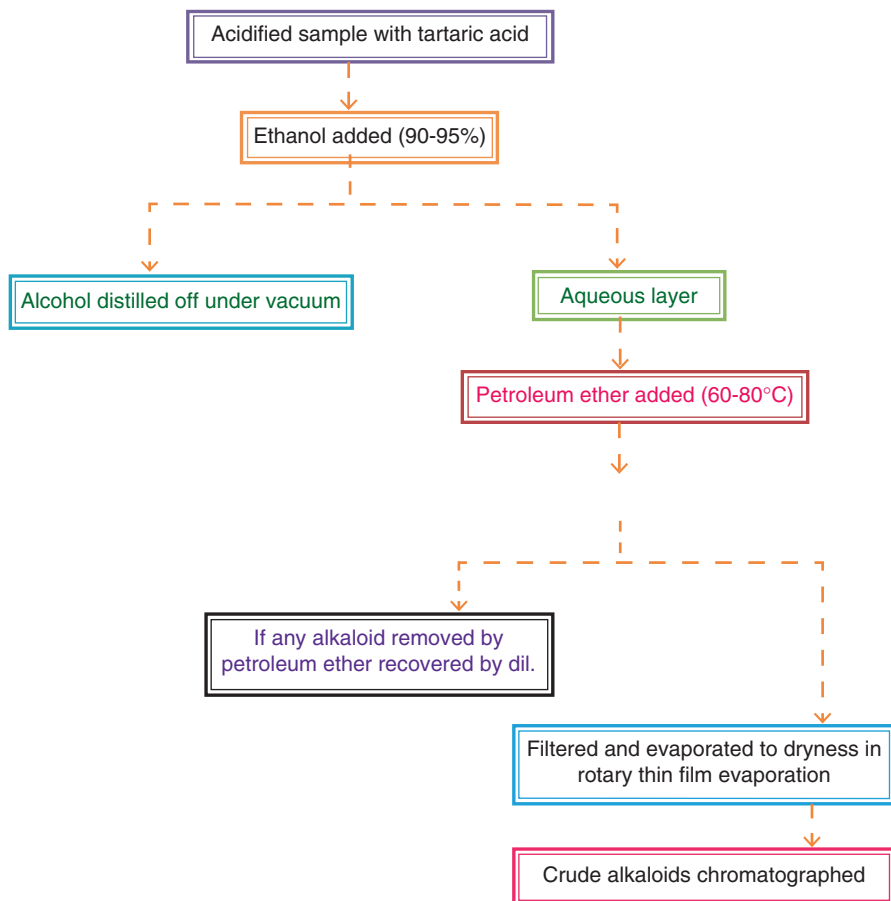 Acidified sample with tartaric acid
Ethanol added (90-95%)
Alcohol distilled off under vacuum
Aqueous layer
Petroleum ether added (60-80°C)
If any alkaloid removed by
petroleum ether recovered by dil.
Filtered and evaporated to dryness in
rotary thin film evaporation
Crude alkaloids chromatographed